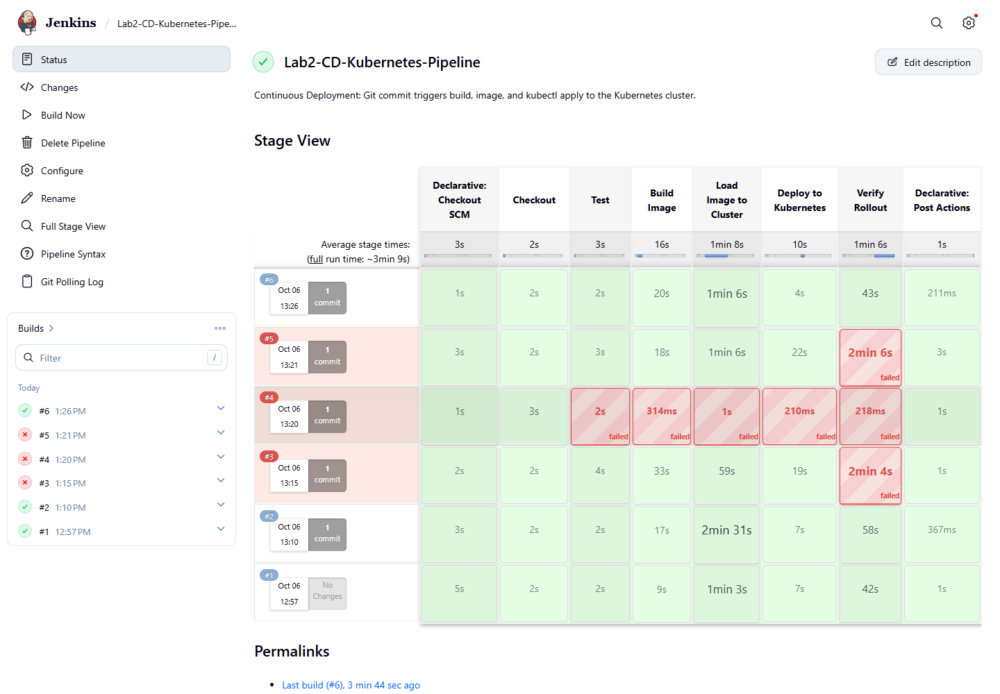 Jenkins / Lab2-CD-Kubernetes-Pipe...
Status
Changes
Build Now
Delete Pipeline
Configure
Rename
Full Stage View
Pipeline Syntax
Git Polling Log
Builds
Filter /
Today
#6 1:26 PM
#5 1:21 PM
#4 1:20 PM
#3 1:15 PM
#2 1:10 PM
#1 12:57 PM
Lab2-CD-Kubernetes-Pipeline
Edit description
Continuous Deployment: Git commit triggers build, image, and kubectl apply to the Kubernetes cluster.
Stage View
Declarative: Checkout SCM
Checkout
Test
Build Image
Load Image to Cluster
Deploy to Kubernetes
Verify Rollout
Declarative: Post Actions
Average stage times:
(full run time: ~3min 9s)
3s 2s 3s 16s 1min 8s 10s 1min 6s 1s
#6
Oct 06 13:26 1 commit
1s 2s 2s 20s 1min 6s 4s 43s 211ms
#5
Oct 06 13:21 1 commit
3s 2s 3s 18s 1min 6s 22s 2min 6s failed 3s
#4
Oct 06 13:20 1 commit
1s 3s 2s failed 314ms failed 1s failed 210ms failed 218ms failed 1s
#3
Oct 06 13:15 1 commit
2s 2s 4s 33s 59s 19s 2min 4s failed 1s
#2
Oct 06 13:10 1 commit
3s 2s 2s 17s 2min 31s 7s 58s 367ms
#1
Oct 06 12:57 No Changes
5s 2s 2s 9s 1min 3s 7s 42s 1s
Permalinks
Last build (#6), 3 min 44 sec ago